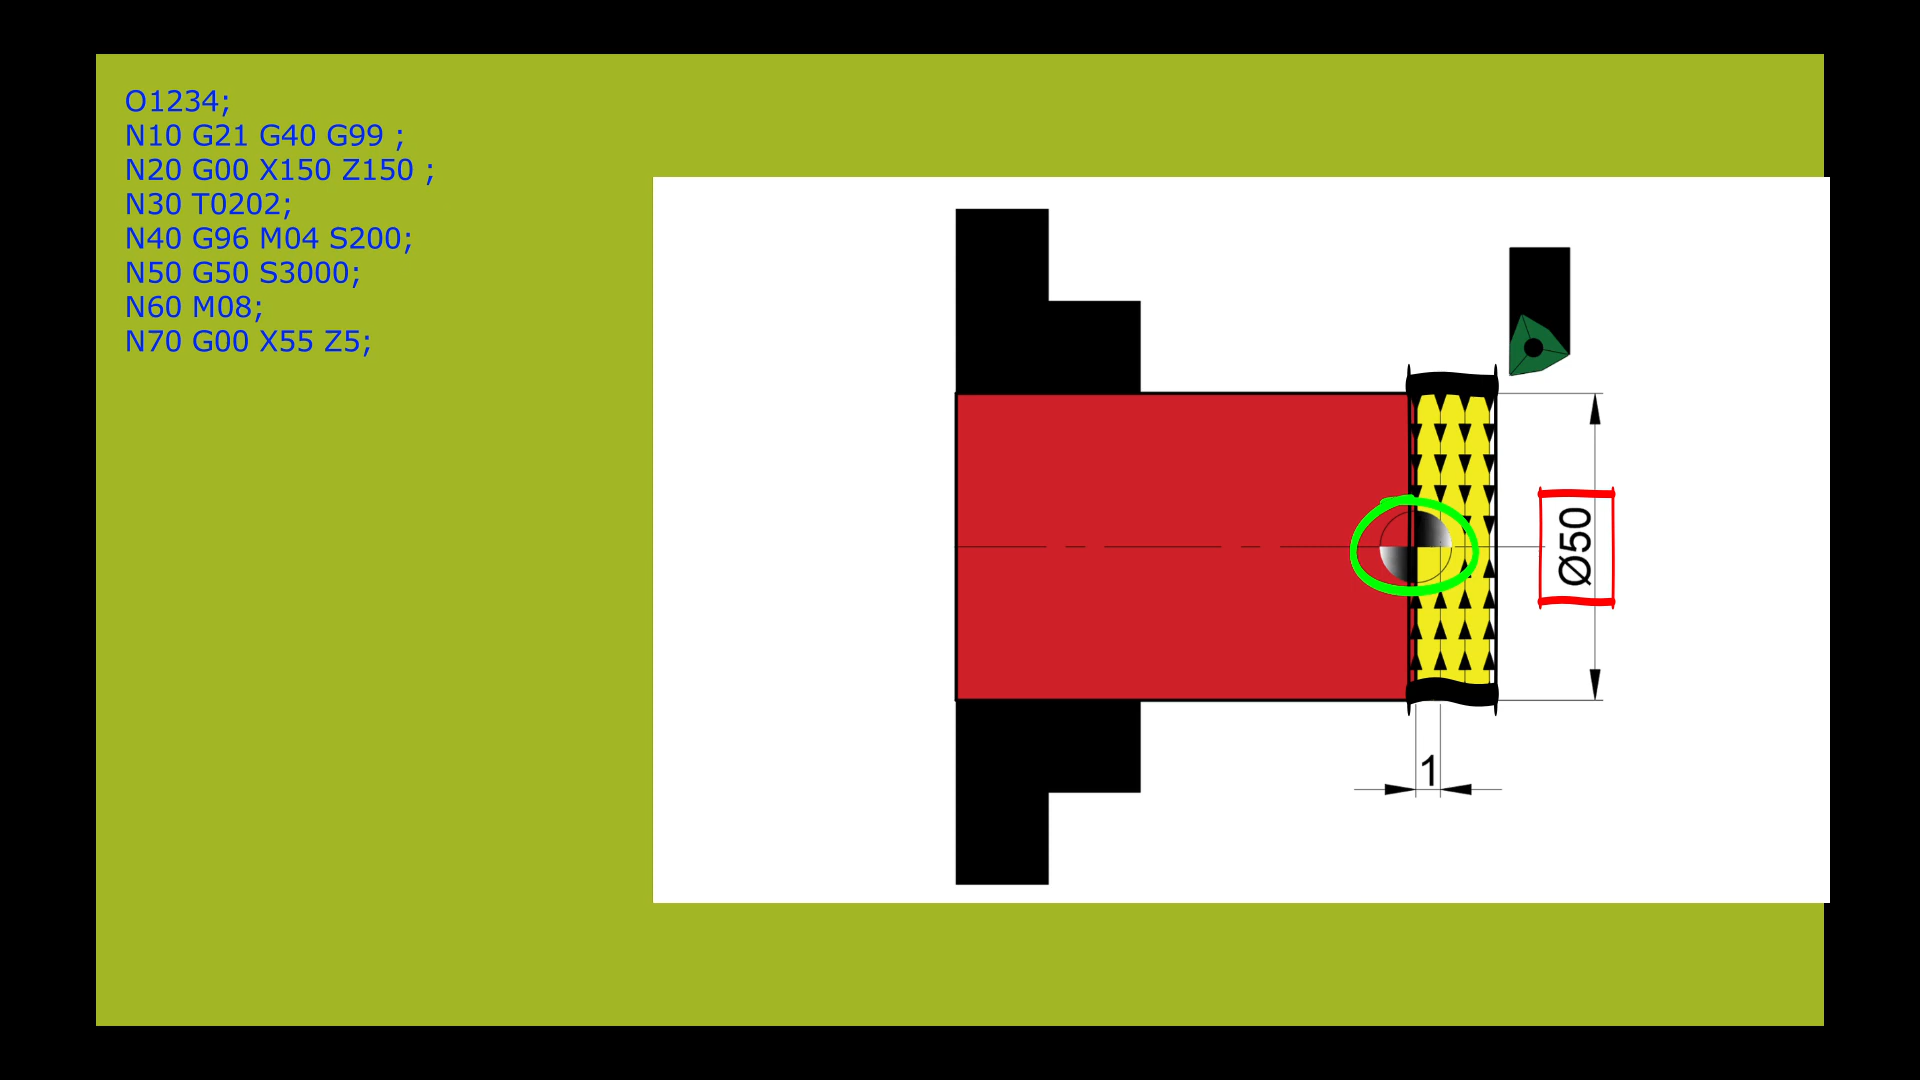 O1234;
N10 G21 G40 G99 ;
N20 G00 X150 Z150 ;
N30 T0202;
N40 G96 M04 S200;
N50 G50 S3000;
N60 M08;
N70 G00 X55 Z5;
Ø50
1